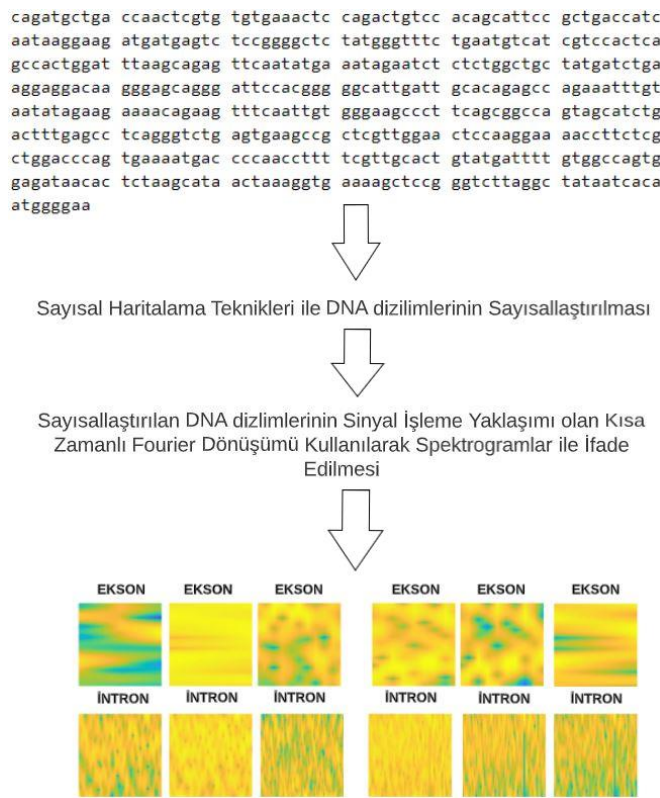 cagatgctga ccaactcgtg tgtgaaactc cagactgtcc acagcattcc gctgaccatc
aataaggaag atgatgagtc tccggggctc tatgggtttc tgaatgtcat cgtccactca
gccactggat ttaagcagag ttcaatatga aatagaatct ctctggctgc tatgatctga
aggaggacaa gggagcaggg attccacggg ggcattgatt gcacagagcc agaaatttgt
aatatagaag aaaacagaag tttcaattgt gggaagccct tcagcggcca gtagcatctg
actttgagcc tcagggtctg agtgaagccg ctcgttggaa ctccaaggaa aaccttctcg
ctggacccag tgaaaatgac cccaaccttt tcgttgcact gtatgatttt gtggccagtg
gagataacac tctaagcata actaaaggtg aaaagctccg ggtcttaggc tataatcaca
atggggaa
Sayısal Haritalama Teknikleri ile DNA dizilimlerinin Sayısallaştırılması
Sayısallaştırılan DNA dizlimlerinin Sinyal İşleme Yaklaşımı olan Kısa
Zamanlı Fourier Dönüşümü Kullanılarak Spektrogramlar ile İfade
Edilmesi
EKSON EKSON EKSON EKSON EKSON EKSON
İNTRON İNTRON İNTRON İNTRON İNTRON İNTRON